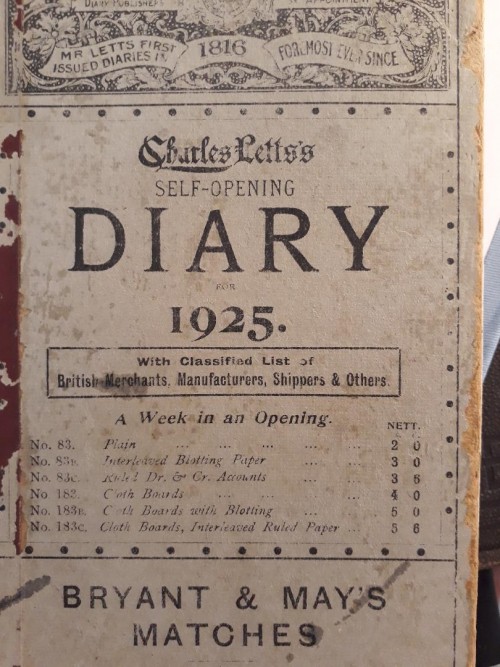 DIARY PUBLISHER
APPOINTMENT
MR LETTS FIRST
ISSUED DIARIES IN
1816
FOREMOST EVER SINCE
Charles Letts's
SELF-OPENING
DIARY
FOR
1925.
With Classified List of
British Merchants, Manufacturers, Shippers & Others.
A Week in an Opening.
NETT.
No. 83. Plain ... ... ... ... ... 2 0
No. 83B. Interleaved Blotting Paper ... ... 3 0
No. 83C. Ruled Dr. & Cr. Accounts ... ... 3 6
No. 183. Cloth Boards ... ... ... ... 4 0
No. 183B. Cloth Boards with Blotting ... ... 5 0
No. 183C. Cloth Boards, Interleaved Ruled Paper ... 5 6
BRYANT & MAY'S
MATCHES